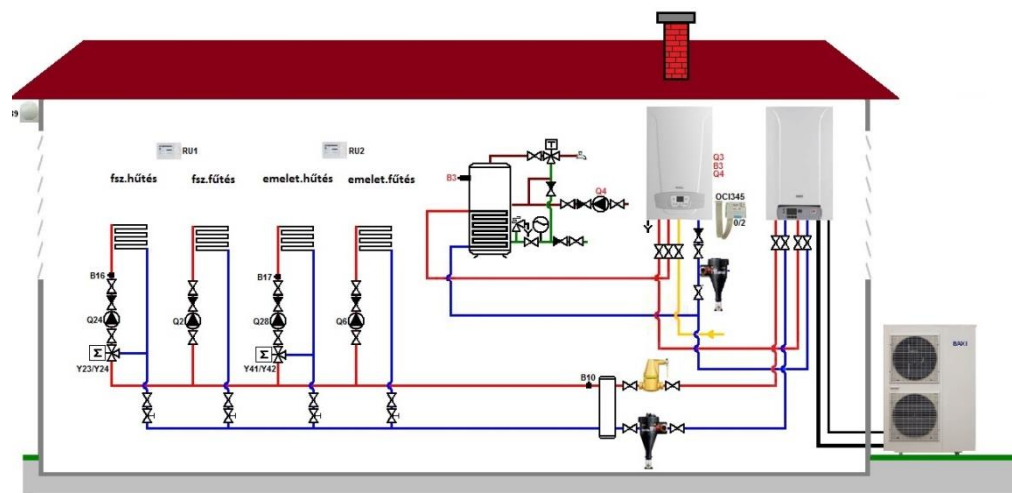 RU1
RU2
fsz.hűtés
fsz.fűtés
emelet.hűtés
emelet.fűtés
B3
Q4
Q3
B3
Q4
OCI345
0/2
B16
B17
Q24
Q2
Q28
Q6
Y23/Y24
Y41/Y42
B10
BAXI
T
Σ
Σ